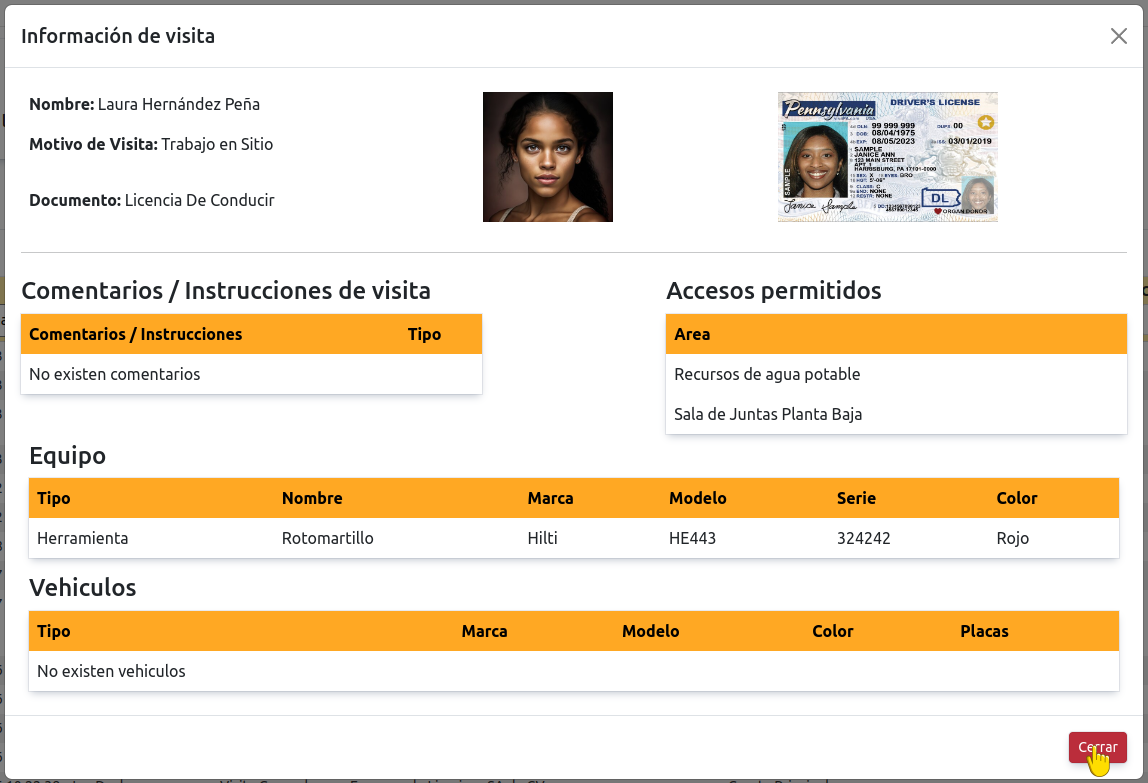 Información de visita
Nombre: Laura Hernández Peña
Motivo de Visita: Trabajo en Sitio
Documento: Licencia De Conducir
Pennsylvania
DRIVER'S LICENSE
DLN: 99 999 999
DUPS: 00
DOB: 08/04/1975
EXP: 08/05/2023
ISS: 03/01/2019
SAMPLE
JANICE ANN
123 MAIN STREET
APT. 1
HARRISBURG, PA 17101-0000
SEX: F
EYES: BRO
HGT: 5'-06"
CLASS: C
END: NONE
RESTR: NONE
SAMPLE
Janice Sample
DL
ORGAN DONOR
Comentarios / Instrucciones de visita
Comentarios / Instrucciones Tipo
No existen comentarios
Accesos permitidos
Area
Recursos de agua potable
Sala de Juntas Planta Baja
Equipo
Tipo Nombre Marca Modelo Serie Color
Herramienta Rotomartillo Hilti HE443 324242 Rojo
Vehiculos
Tipo Marca Modelo Color Placas
No existen vehiculos
Cerrar